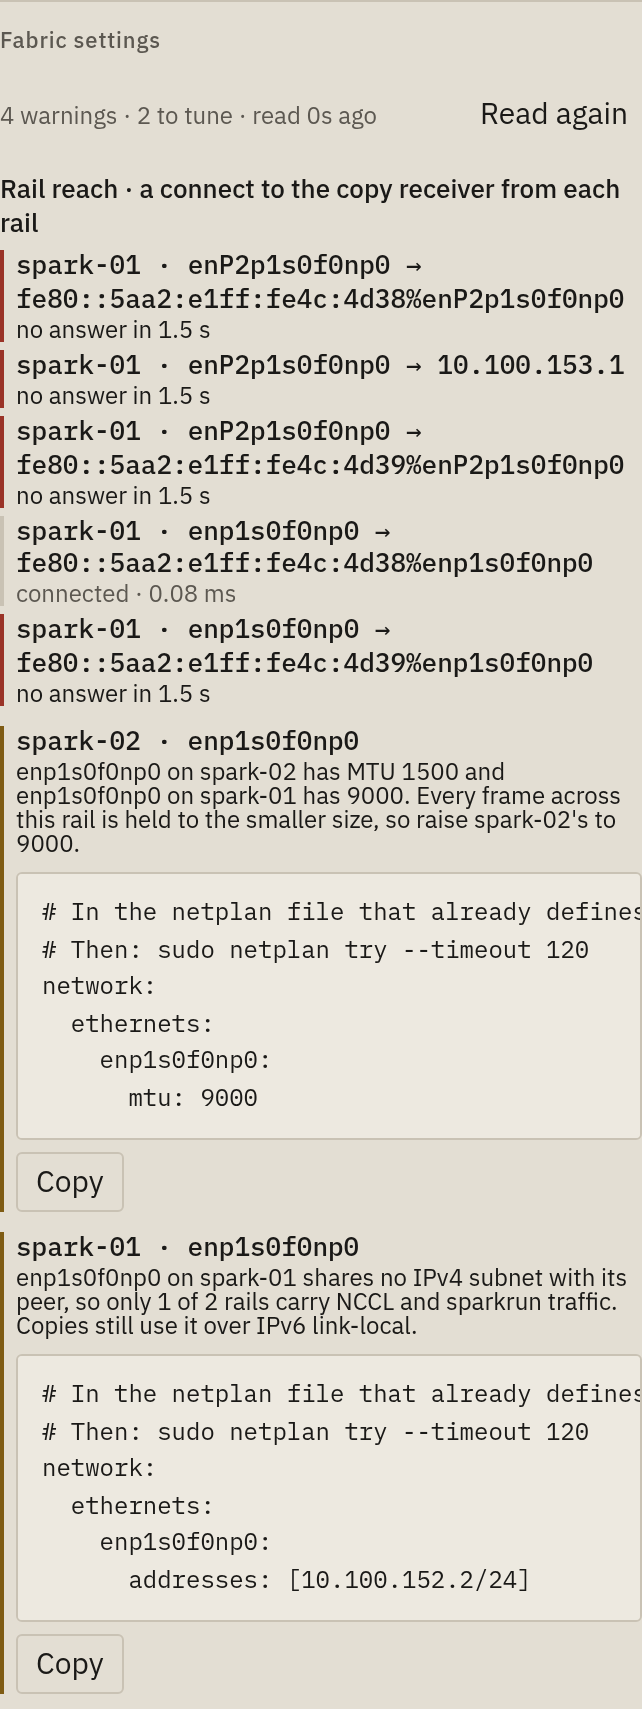 Fabric settings
4 warnings · 2 to tune · read 0s ago
Read again
Rail reach · a connect to the copy receiver from each
rail
spark-01 · enP2p1s0f0np0 →
fe80::5aa2:e1ff:fe4c:4d38%enP2p1s0f0np0
no answer in 1.5 s
spark-01 · enP2p1s0f0np0 → 10.100.153.1
no answer in 1.5 s
spark-01 · enP2p1s0f0np0 →
fe80::5aa2:e1ff:fe4c:4d39%enP2p1s0f0np0
no answer in 1.5 s
spark-01 · enp1s0f0np0 →
fe80::5aa2:e1ff:fe4c:4d38%enp1s0f0np0
connected · 0.08 ms
spark-01 · enp1s0f0np0 →
fe80::5aa2:e1ff:fe4c:4d39%enp1s0f0np0
no answer in 1.5 s
spark-02 · enp1s0f0np0
enp1s0f0np0 on spark-02 has MTU 1500 and
enp1s0f0np0 on spark-01 has 9000. Every frame across
this rail is held to the smaller size, so raise spark-02's to
9000.
# In the netplan file that already defines
# Then: sudo netplan try --timeout 120
network:
  ethernets:
    enp1s0f0np0:
      mtu: 9000
Copy
spark-01 · enp1s0f0np0
enp1s0f0np0 on spark-01 shares no IPv4 subnet with its
peer, so only 1 of 2 rails carry NCCL and sparkrun traffic.
Copies still use it over IPv6 link-local.
# In the netplan file that already defines
# Then: sudo netplan try --timeout 120
network:
  ethernets:
    enp1s0f0np0:
      addresses: [10.100.152.2/24]
Copy